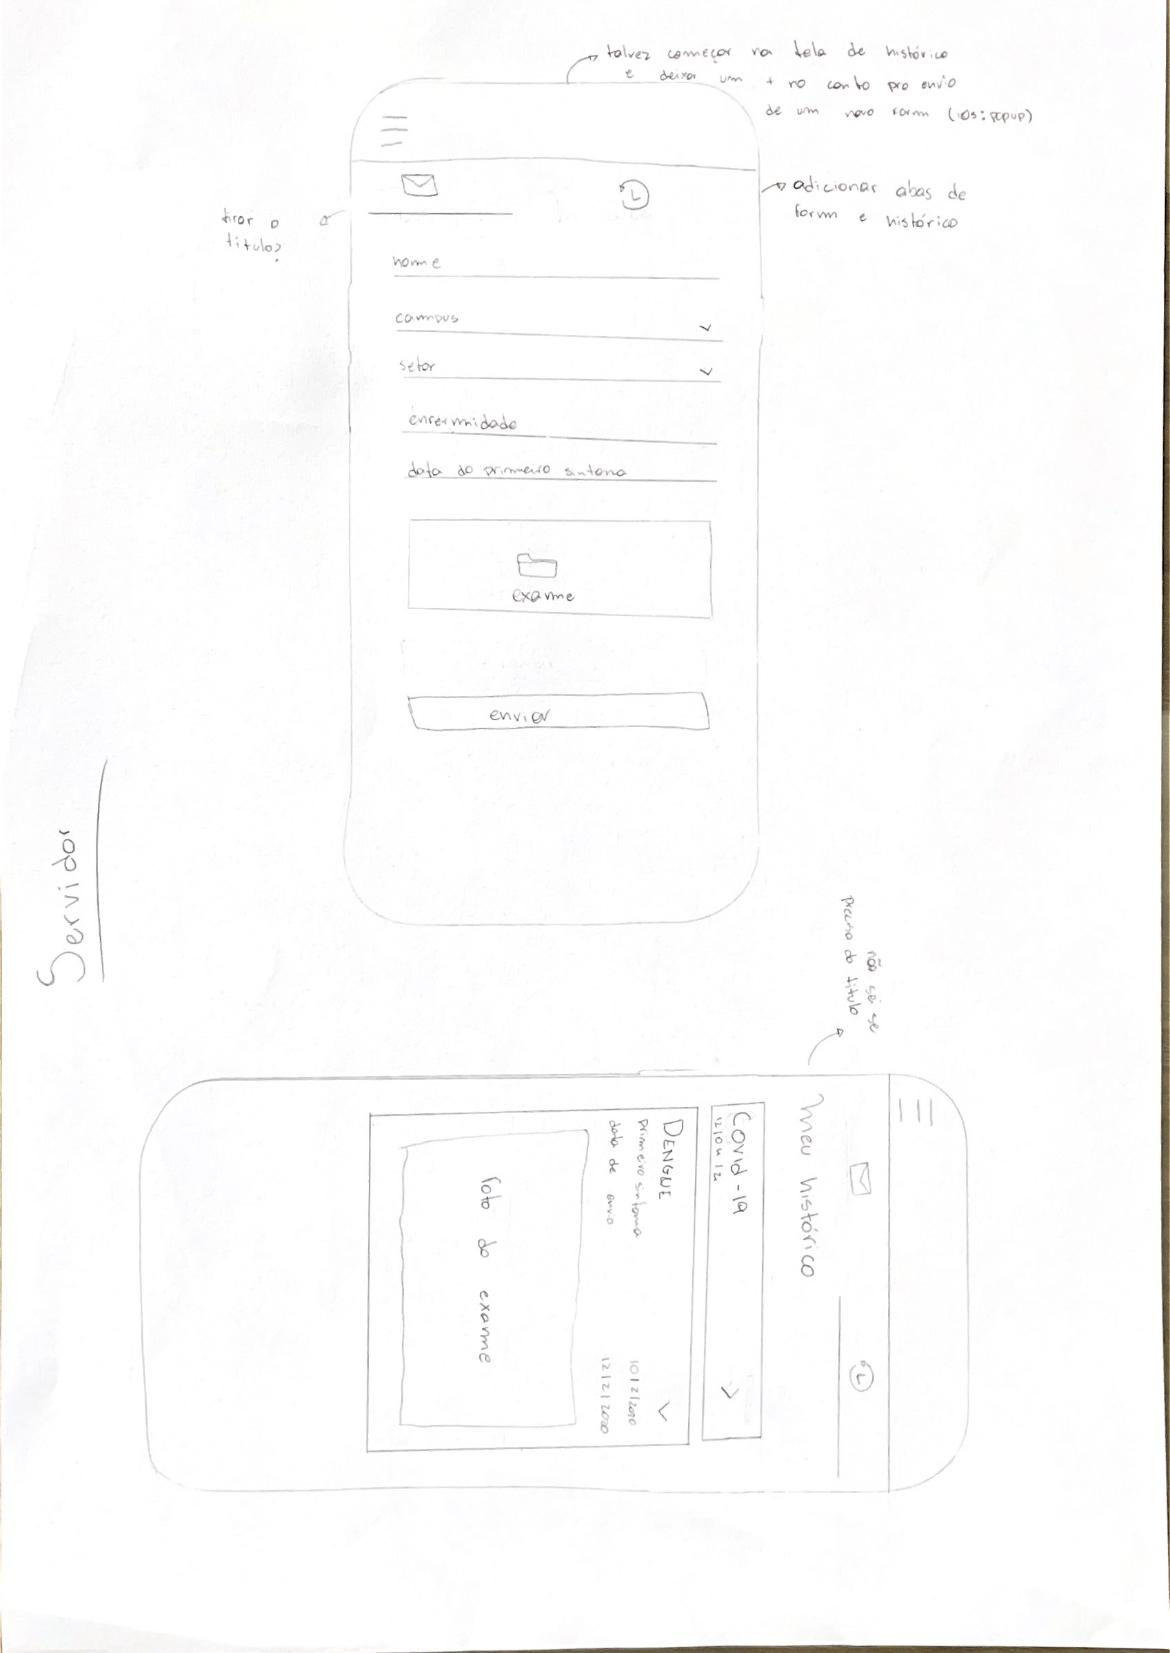 talvez começar na tela de histórico
e deixar um + no canto pro envio
de um novo form (ios: popup)
adicionar abas de
form e histórico
tirar o
título?
nome
campus
setor
enfermidade
data do primeiro sintoma
exame
enviar
Servidor
não sei se
precisa do título
meu histórico
Covid-19
DENGUE
primeiro sintoma
10/2/2020
data de envio
12/2/2020
foto do exame